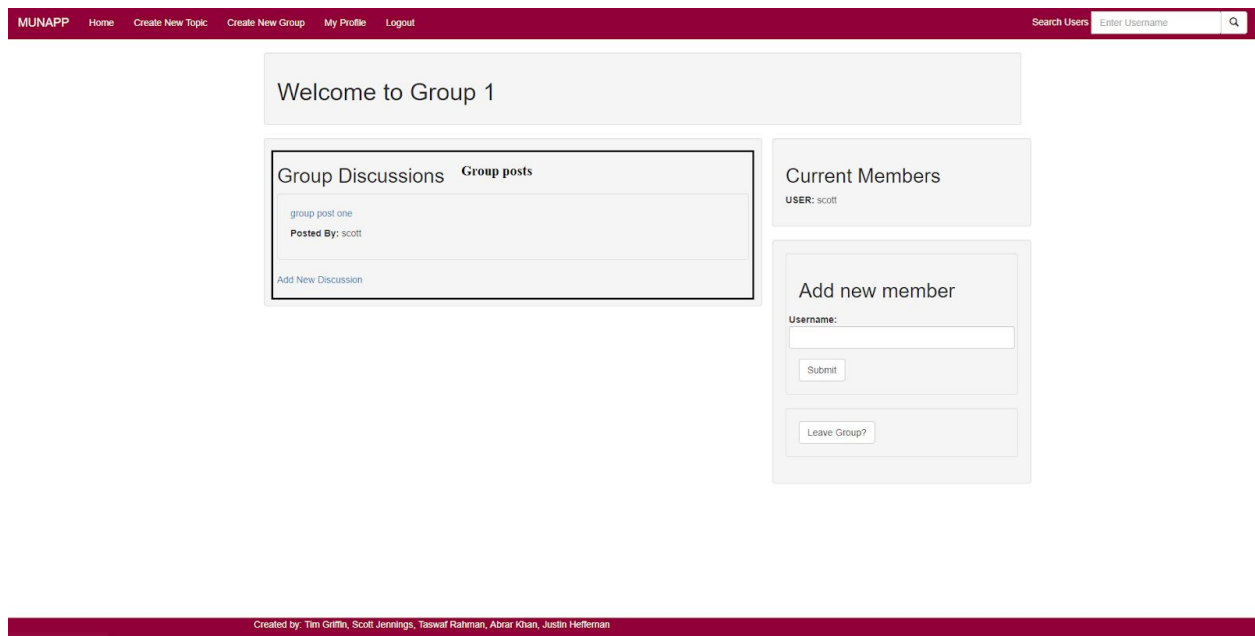 MUNAPP Home Create New Topic Create New Group My Profile Logout Search Users Enter Username
Welcome to Group 1
Group Discussions Group posts
group post one
Posted By: scott
Add New Discussion
Current Members
USER: scott
Add new member
Username:
Submit
Leave Group?
Created by: Tim Griffin, Scott Jennings, Taswaf Rahman, Abrar Khan, Justin Heffernan